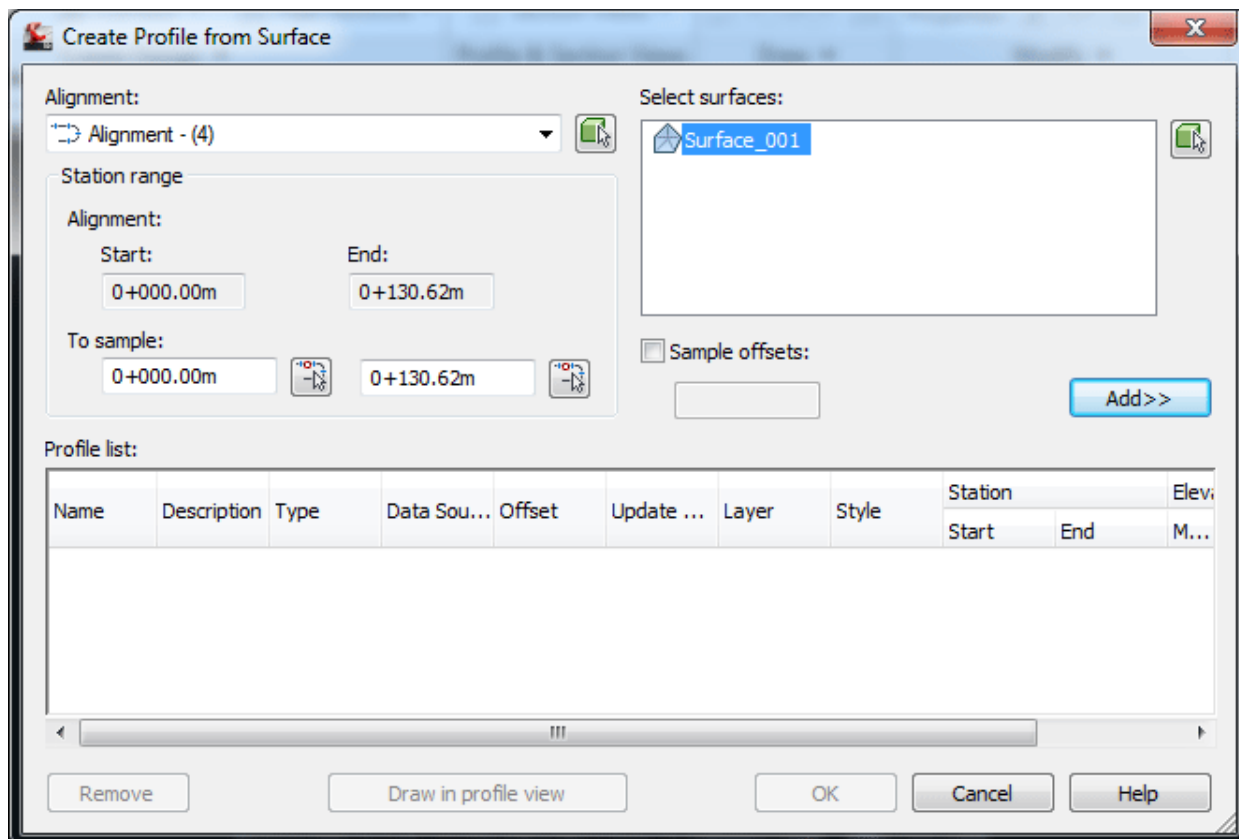 Create Profile from Surface
Alignment:
Alignment - (4)
Select surfaces:
Surface_001
Station range
Alignment:
Start: End:
0+000.00m 0+130.62m
To sample:
0+000.00m 0+130.62m
Sample offsets:
Add>>
Profile list:
Name Description Type Data Sou... Offset Update ... Layer Style Station Eleva
Start End M...
Remove Draw in profile view OK Cancel Help